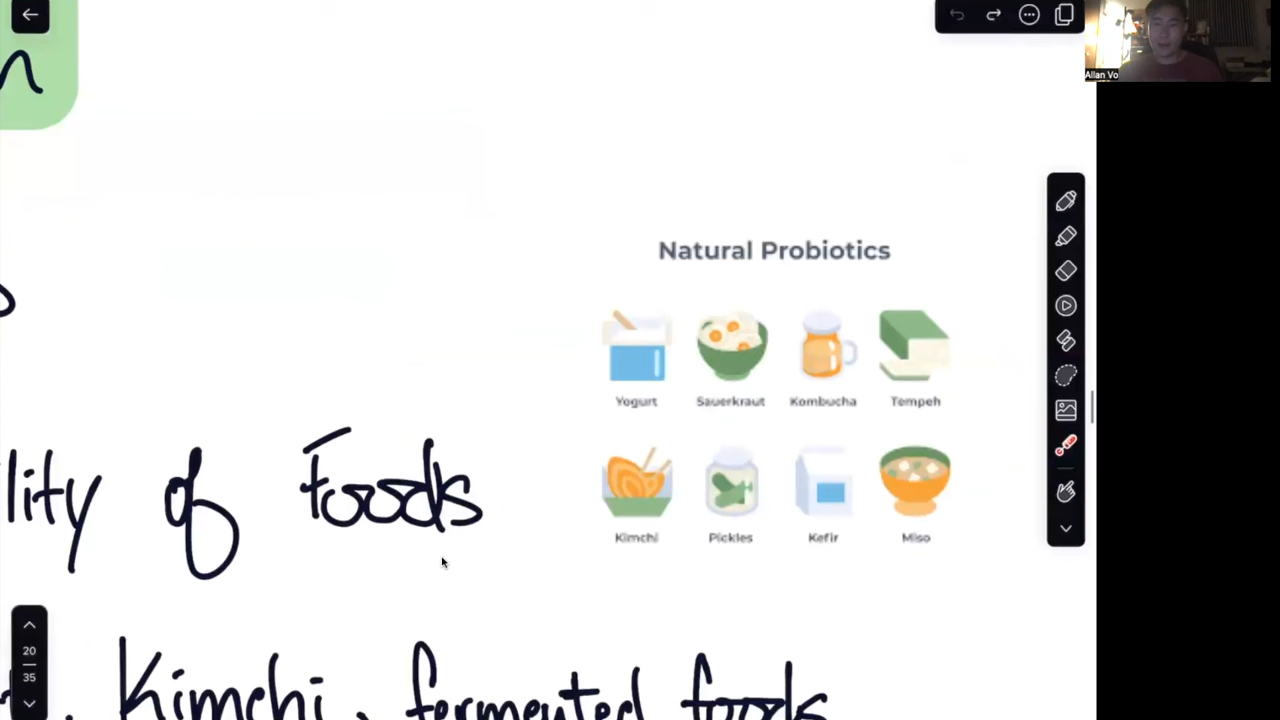 n
Allan Vo
Natural Probiotics
Yogurt Sauerkraut Kombucha Tempeh
lity of Foods
Kimchi Pickles Kefir Miso
20
35
Kimchi, fermented foods